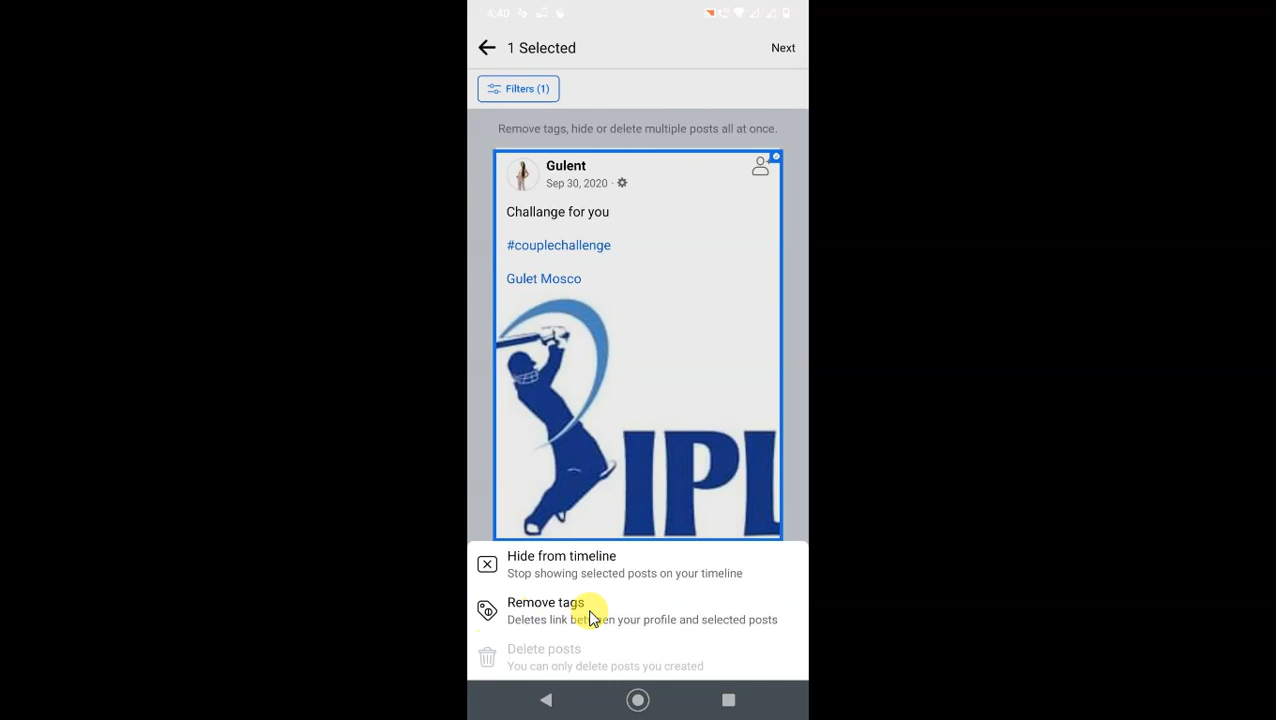 4:40
1 Selected
Next
Filters (1)
Remove tags, hide or delete multiple posts all at once.
Gulent
Sep 30, 2020 ·
Challange for you
#couplechallenge
Gulet Mosco
IPL
Hide from timeline
Stop showing selected posts on your timeline
Remove tags
Deletes link between your profile and selected posts
Delete posts
You can only delete posts you created